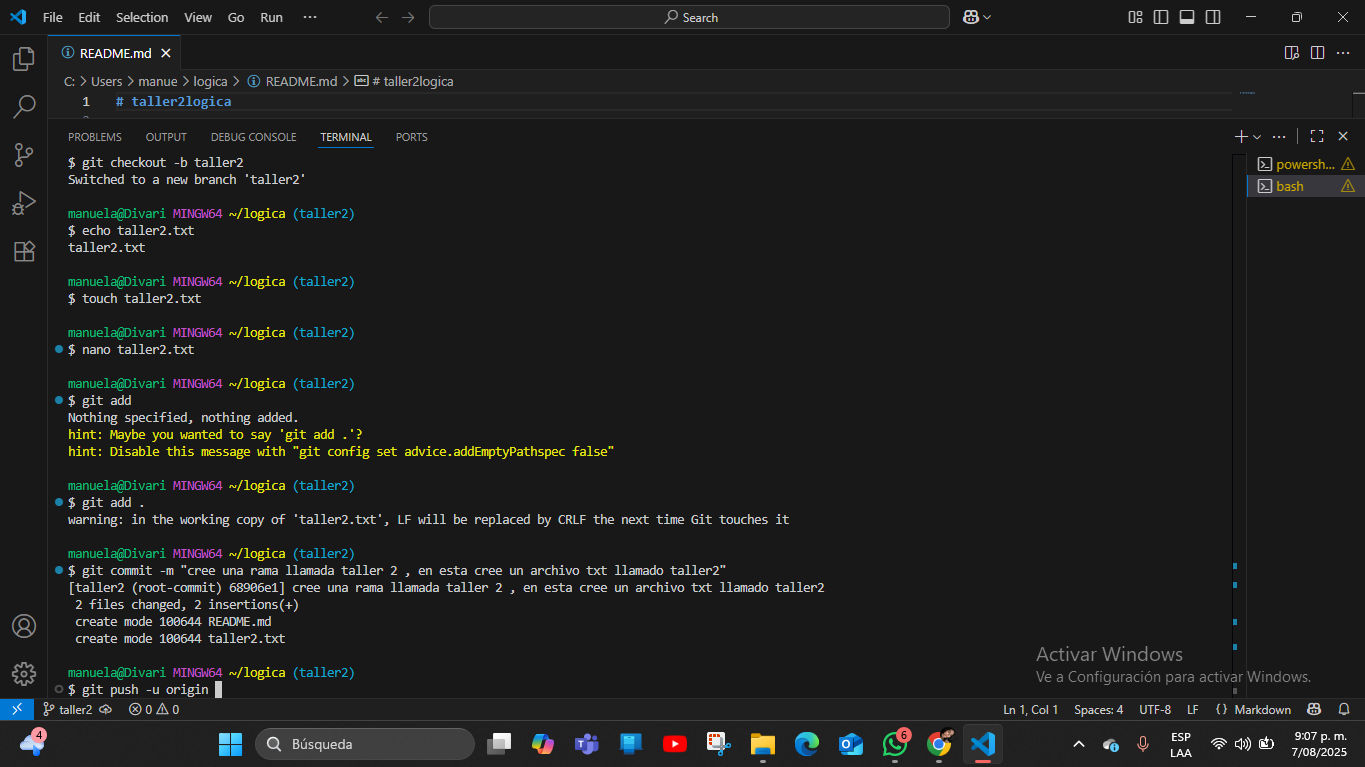 File Edit Selection View Go Run ···
Search
README.md
C: > Users > manue > logica > README.md > # taller2logica
1 # taller2logica
PROBLEMS OUTPUT DEBUG CONSOLE TERMINAL PORTS
$ git checkout -b taller2
Switched to a new branch 'taller2'
manuela@Divari MINGW64 ~/logica (taller2)
$ echo taller2.txt
taller2.txt
manuela@Divari MINGW64 ~/logica (taller2)
$ touch taller2.txt
manuela@Divari MINGW64 ~/logica (taller2)
$ nano taller2.txt
manuela@Divari MINGW64 ~/logica (taller2)
$ git add
Nothing specified, nothing added.
hint: Maybe you wanted to say 'git add .'?
hint: Disable this message with "git config set advice.addEmptyPathspec false"
manuela@Divari MINGW64 ~/logica (taller2)
$ git add .
warning: in the working copy of 'taller2.txt', LF will be replaced by CRLF the next time Git touches it
manuela@Divari MINGW64 ~/logica (taller2)
$ git commit -m "cree una rama llamada taller 2 , en esta cree un archivo txt llamado taller2"
[taller2 (root-commit) 68906e1] cree una rama llamada taller 2 , en esta cree un archivo txt llamado taller2
2 files changed, 2 insertions(+)
create mode 100644 README.md
create mode 100644 taller2.txt
manuela@Divari MINGW64 ~/logica (taller2)
$ git push -u origin
powersh...
bash
Activar Windows
Ve a Configuración para activar Windows.
taller2 0 0 Ln 1, Col 1 Spaces: 4 UTF-8 LF {} Markdown
4
Búsqueda
6
ESP
LAA
9:07 p. m.
7/08/2025